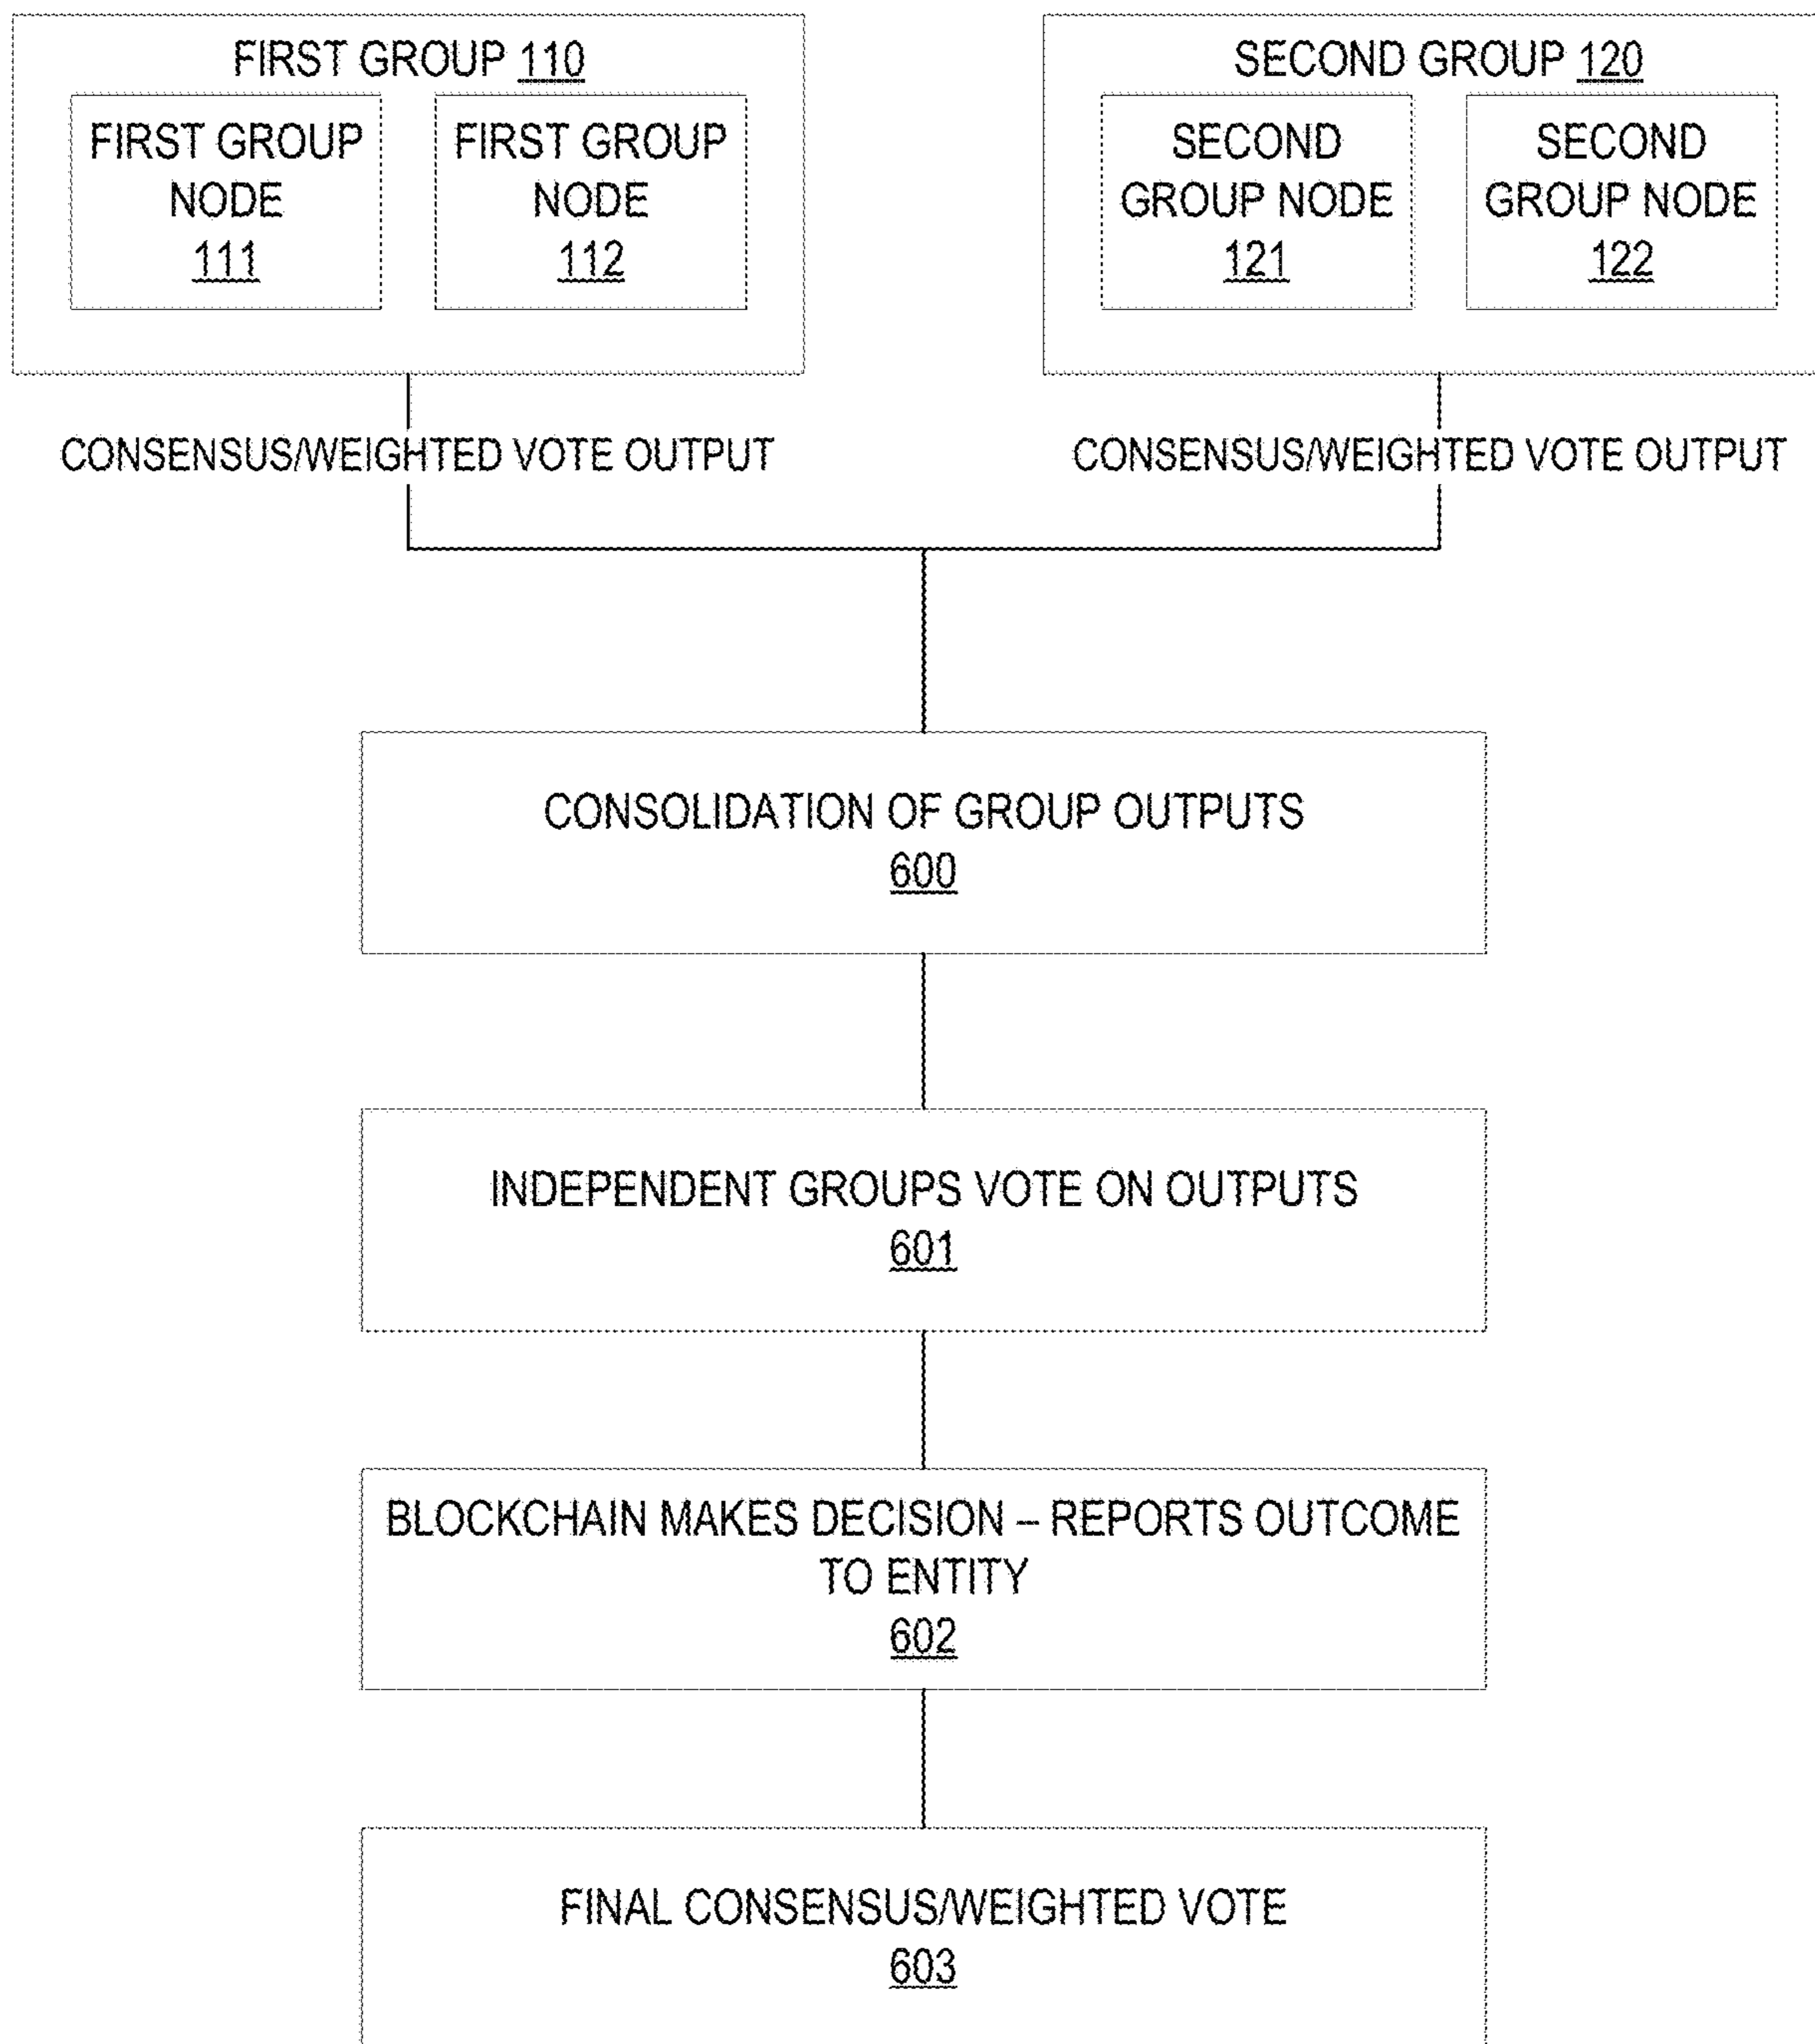 FIRST GROUP 110
FIRST GROUP
NODE
111
FIRST GROUP
NODE
112
SECOND GROUP 120
SECOND
GROUP NODE
121
SECOND
GROUP NODE
122
CONSENSUS/WEIGHTED VOTE OUTPUT
CONSENSUS/WEIGHTED VOTE OUTPUT
CONSOLIDATION OF GROUP OUTPUTS
600
INDEPENDENT GROUPS VOTE ON OUTPUTS
601
BLOCKCHAIN MAKES DECISION – REPORTS OUTCOME
TO ENTITY
602
FINAL CONSENSUS/WEIGHTED VOTE
603